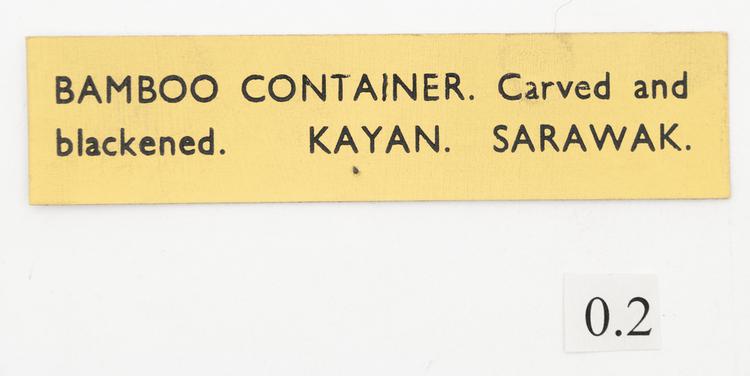 BAMBOO CONTAINER. Carved and
blackened. KAYAN. SARAWAK.
0.2